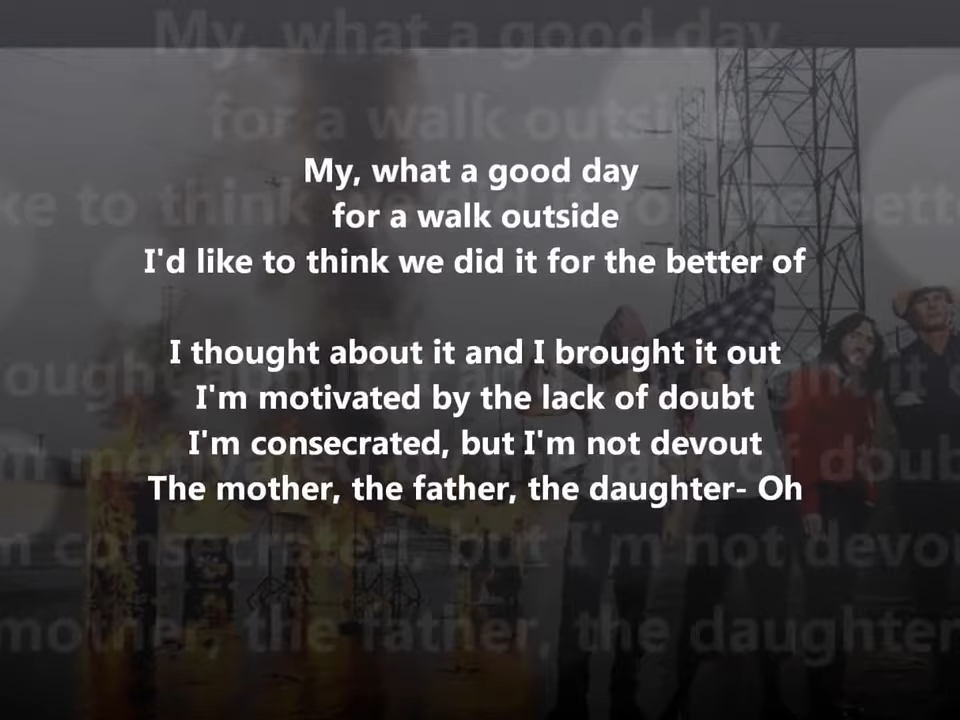 My, what a good day
for a walk outside
I'd like to think we did it for the better of
I thought about it and I brought it out
I'm motivated by the lack of doubt
I'm consecrated, but I'm not devout
The mother, the father, the daughter- Oh